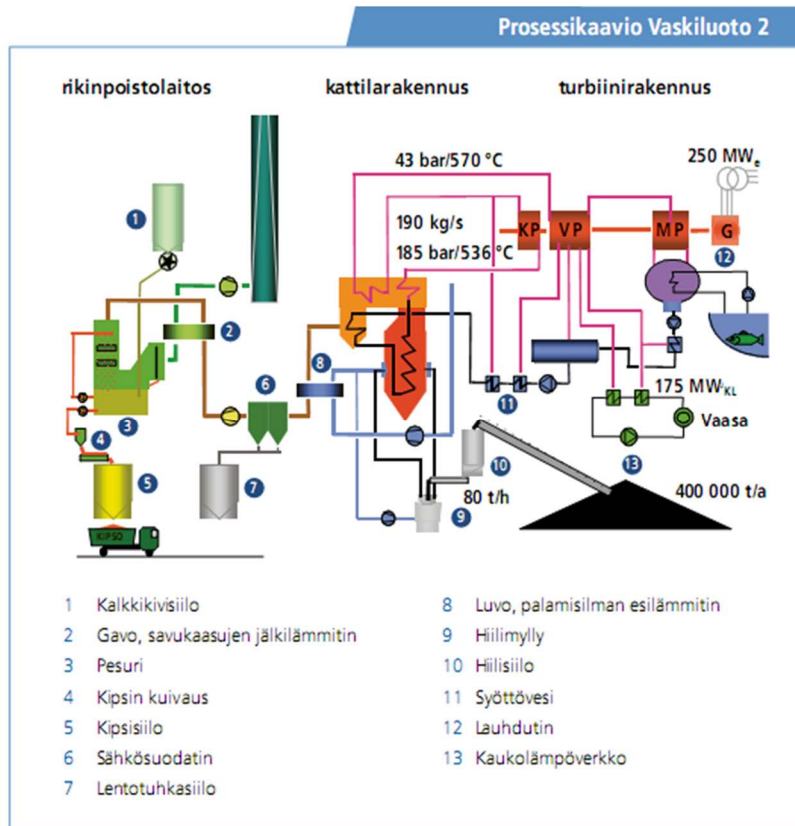 Prosessikaavio Vaskiluoto 2
rikinpoistolaitos kattilarakennus turbiinirakennus
43 bar/570 °C
250 MWe
1
190 kg/s
KP VP MP G
185 bar/536 °C
12
2
8
6
11
175 MW KL
3
Vaasa
4
10
13
5
7
80 t/h
400 000 t/a
9
KIPSO
1 Kalkkikivisiilo
2 Gavo, savukaasujen jälkilämmitin
3 Pesuri
4 Kipsin kuivaus
5 Kipsisiilo
6 Sähkösuodatin
7 Lentotuhkasiilo
8 Luvo, palamisilman esilämmitin
9 Hiilimylly
10 Hiilisiilo
11 Syöttövesi
12 Lauhdutin
13 Kaukolämpöverkko